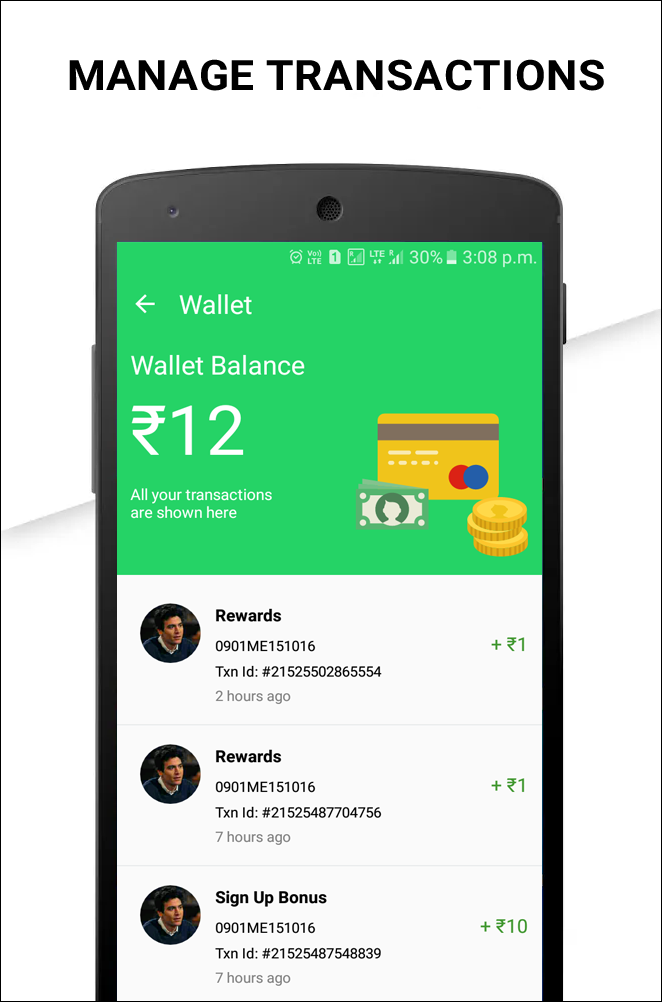 MANAGE TRANSACTIONS
Vo) LTE 1 R LTE R 30% 3:08 p.m.
Wallet
Wallet Balance
₹12
All your transactions
are shown here
Rewards
0901ME151016
+ ₹1
Txn Id: #21525502865554
2 hours ago
Rewards
0901ME151016
+ ₹1
Txn Id: #21525487704756
7 hours ago
Sign Up Bonus
0901ME151016
+ ₹10
Txn Id: #21525487548839
7 hours ago